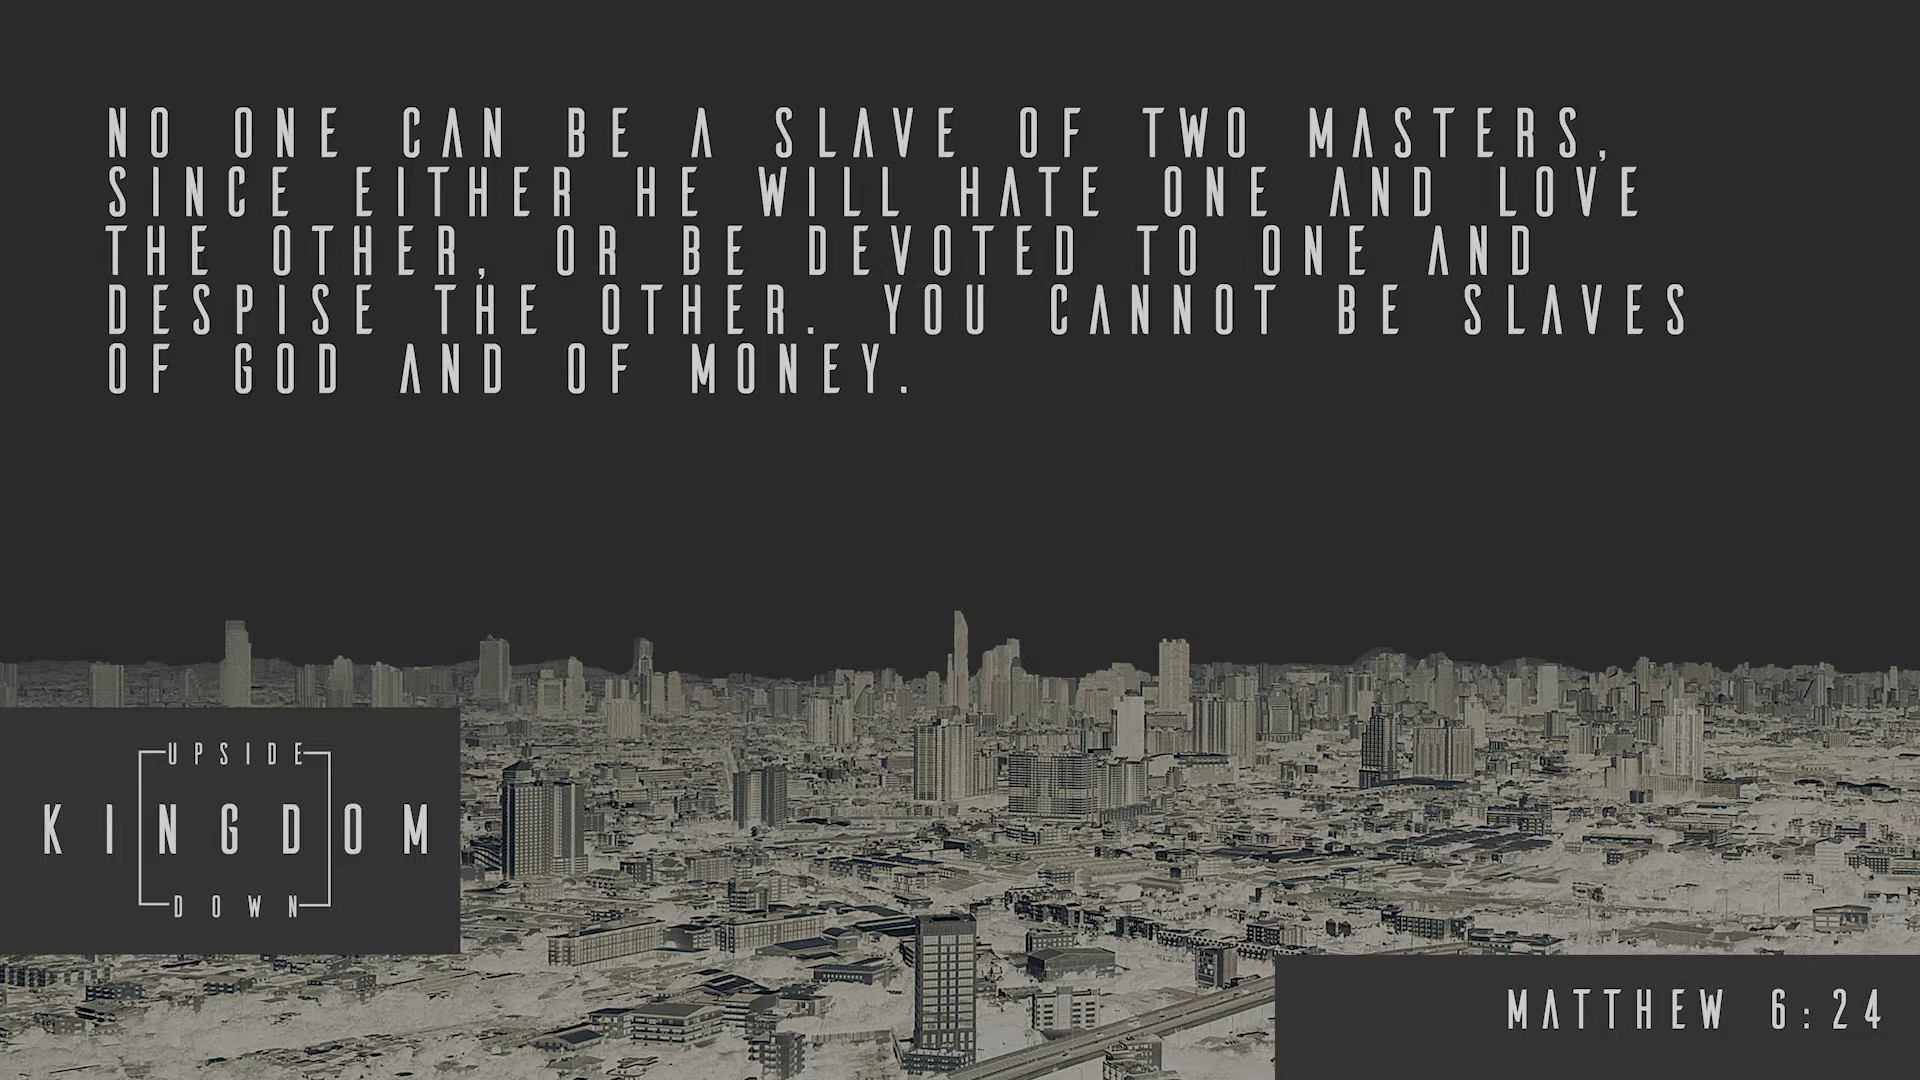 NO ONE CAN BE A SLAVE OF TWO MASTERS,
SINCE EITHER HE WILL HATE ONE AND LOVE
THE OTHER, OR BE DEVOTED TO ONE AND
DESPISE THE OTHER. YOU CANNOT BE SLAVES
OF GOD AND OF MONEY.
UPSIDE
KINGDOM
DOWN
MATTHEW 6:24